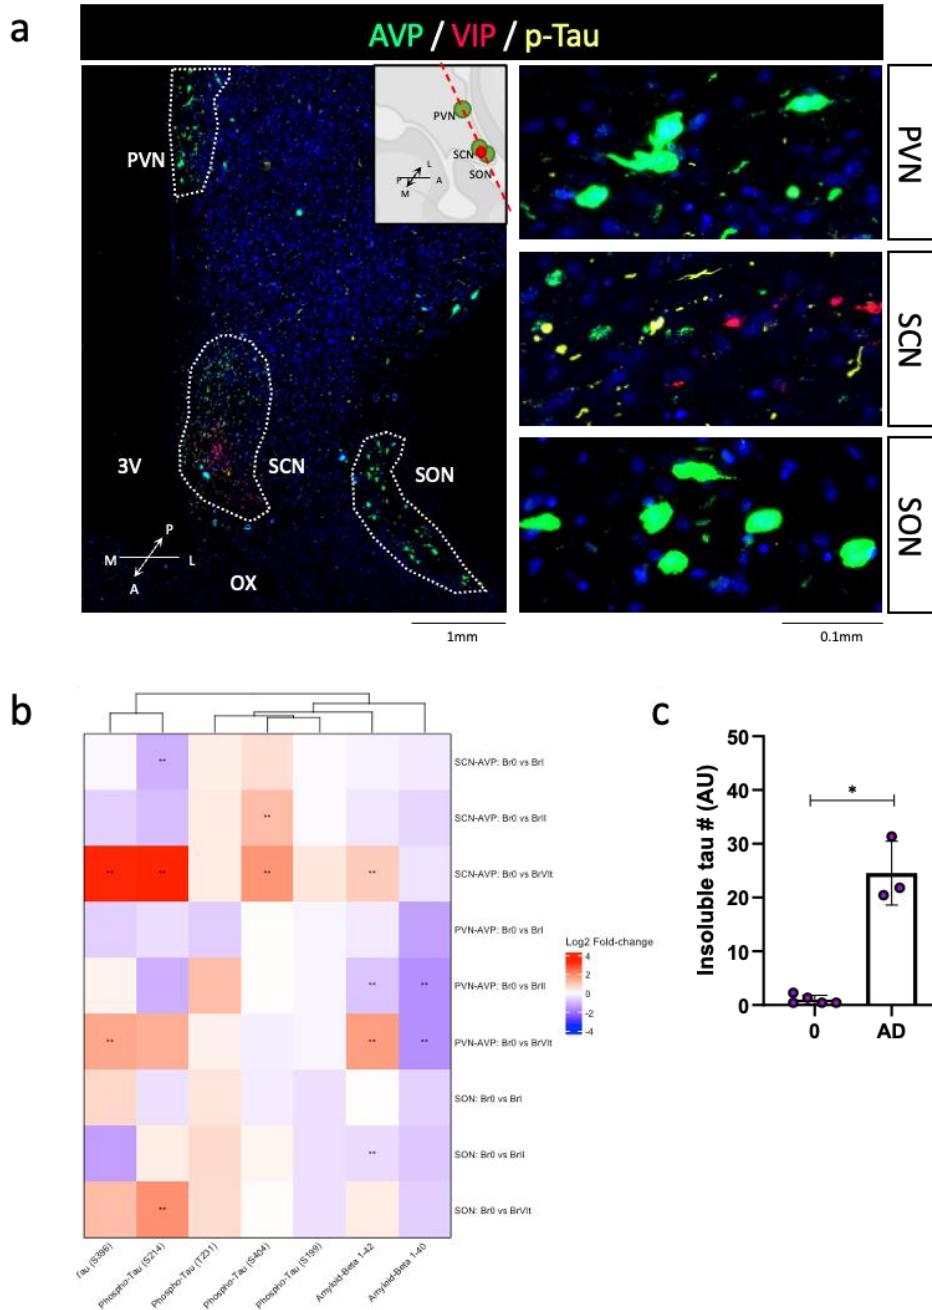 a
AVP / VIP / p-Tau
PVN
PVN
SCN
SON
L
P A
M
3V
SCN
SON
P
M L
A
OX
1mm
PVN
SCN
SON
0.1mm
b
** SCN-AVP: Br0 vs BrI
** SCN-AVP: Br0 vs BrII
** ** ** ** SCN-AVP: Br0 vs BrVIt
PVN-AVP: Br0 vs BrI
** ** PVN-AVP: Br0 vs BrII
** ** ** PVN-AVP: Br0 vs BrVIt
SON: Br0 vs BrI
** SON: Br0 vs BrII
** SON: Br0 vs BrVIt
Tau (S396)
Phospho-Tau (S214)
Phospho-Tau (T231)
Phospho-Tau (S404)
Phospho-Tau (S199)
Amyloid-Beta 1-42
Amyloid-Beta 1-40
Log2 Fold-change
4
2
0
-2
-4
c
Insoluble tau # (AU)
50
40
30
20
10
0
*
0 AD